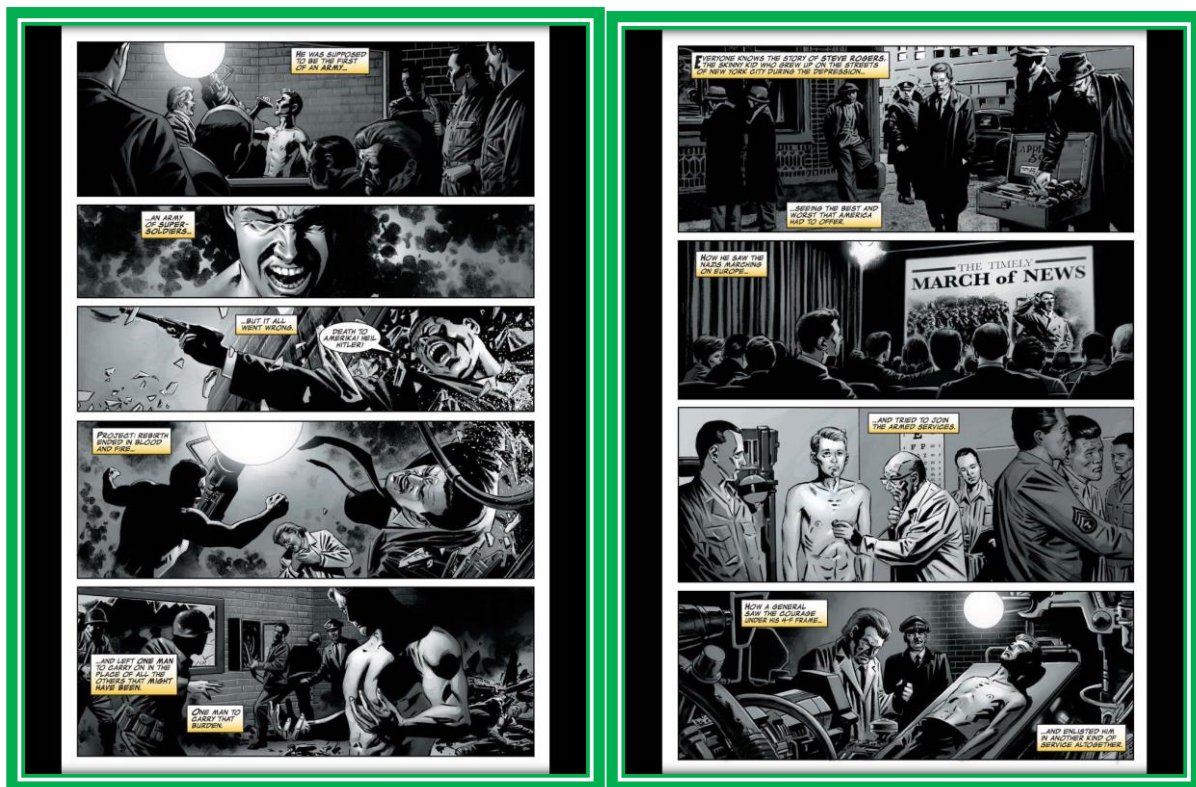 HE WAS SUPPOSED
TO BE THE FIRST
OF AN ARMY...
...AN ARMY
OF SUPER-
SOLDIERS...
...BUT IT ALL
WENT WRONG.
DEATH TO
AMERIKA! HEIL
HITLER!
PROJECT: REBIRTH
ENDED IN BLOOD
AND FIRE...
...AND LEFT ONE MAN
TO CARRY ON IN THE
PLACE OF ALL THE
OTHERS THAT MIGHT
HAVE BEEN.
ONE MAN TO
CARRY THAT
BURDEN.
EVERYONE KNOWS THE STORY OF STEVE ROGERS.
THE SKINNY KID WHO GREW UP ON THE STREETS
OF NEW YORK CITY DURING THE DEPRESSION...
...SEEING THE BEST AND
WORST THAT AMERICA
HAD TO OFFER.
HOW HE SAW THE
NAZIS MARCHING
ON EUROPE...
THE TIMELY
MARCH of NEWS
...AND TRIED TO JOIN
THE ARMED SERVICES.
HOW A GENERAL
SAW THE COURAGE
UNDER HIS 4-F FRAME...
...AND ENLISTED HIM
IN ANOTHER KIND OF
SERVICE ALTOGETHER.